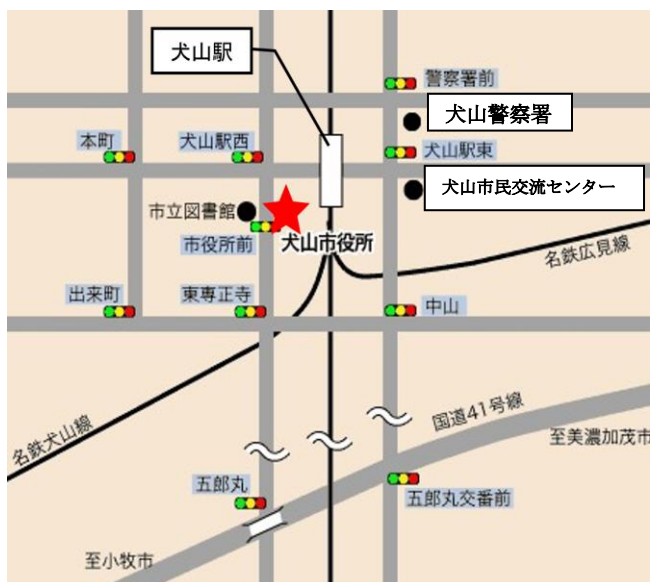 犬山駅
警察署前
犬山警察署
本町
犬山駅西
犬山駅東
犬山市民交流センター
市立図書館
市役所前
犬山市役所
名鉄広見線
出来町
東専正寺
中山
国道41号線
名鉄犬山線
至美濃加茂市
五郎丸
五郎丸交番前
至小牧市